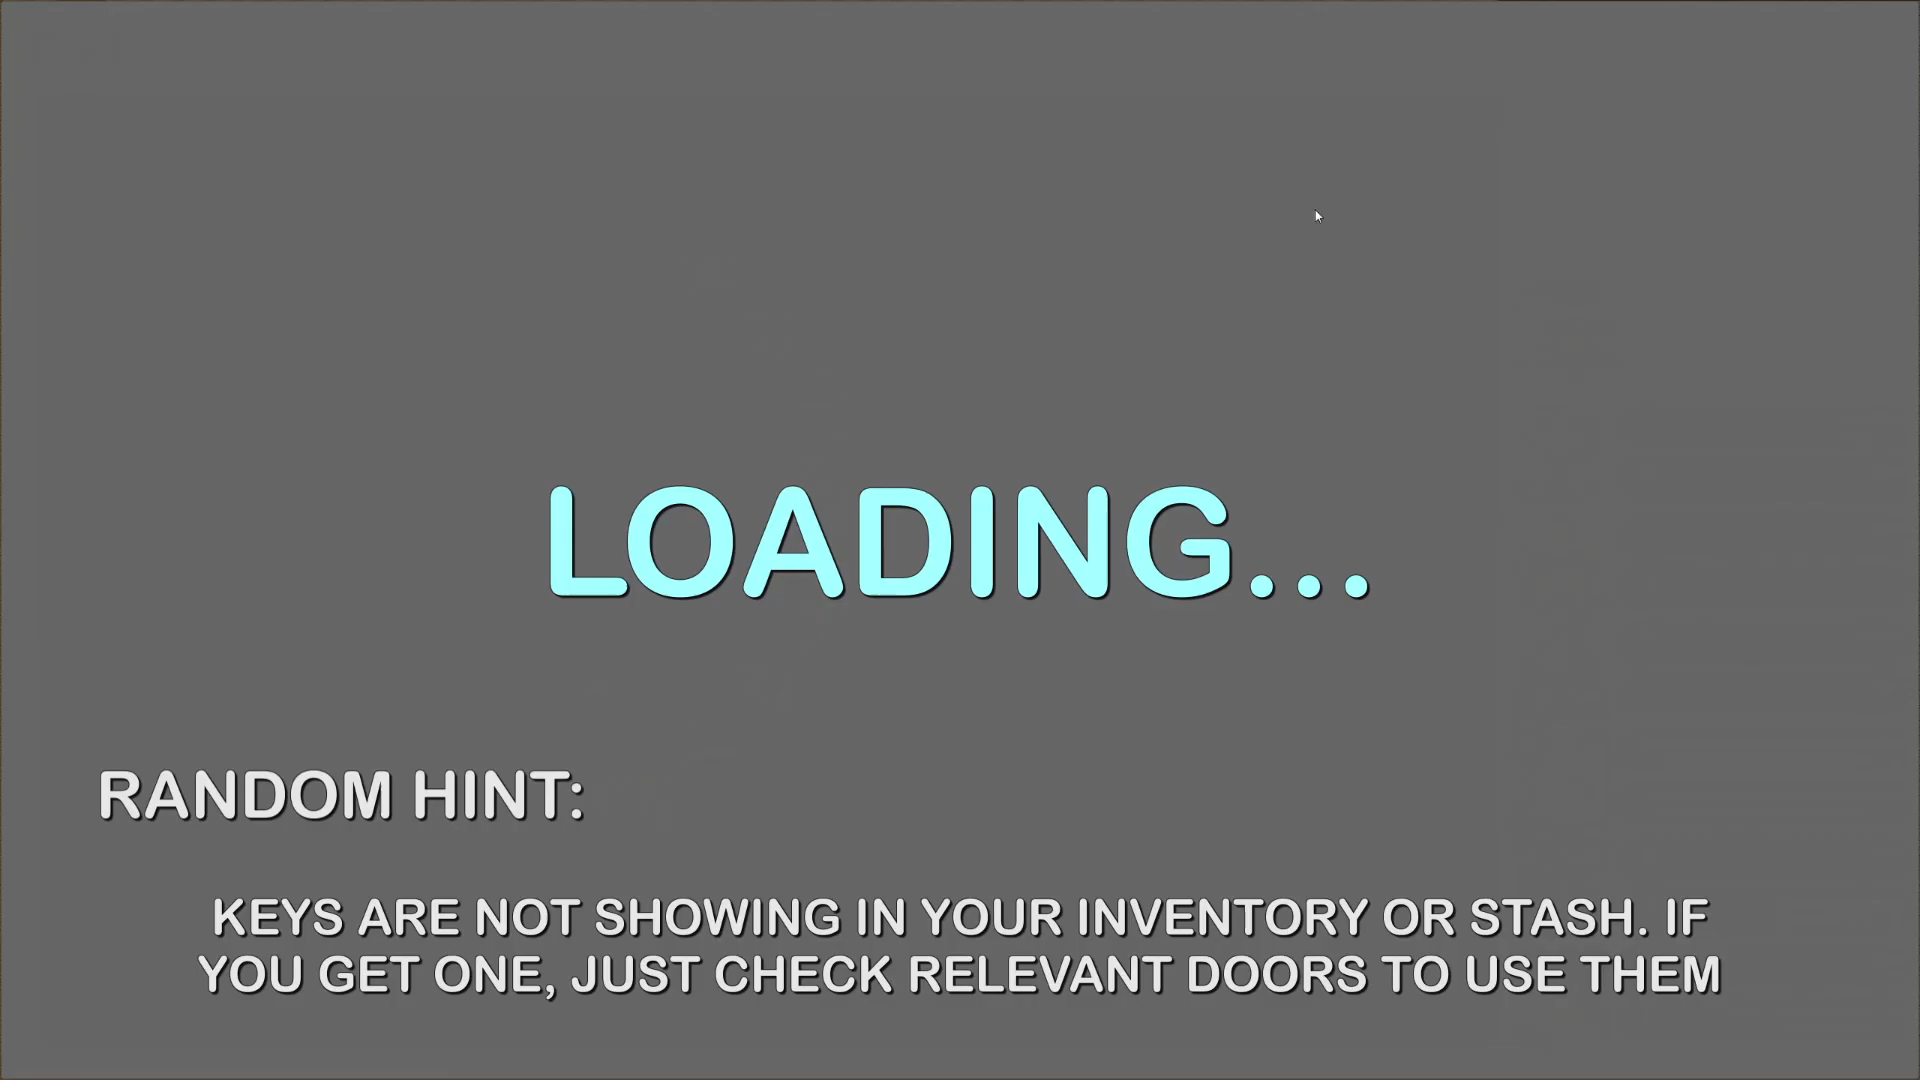 LOADING...
RANDOM HINT:
KEYS ARE NOT SHOWING IN YOUR INVENTORY OR STASH. IF
YOU GET ONE, JUST CHECK RELEVANT DOORS TO USE THEM